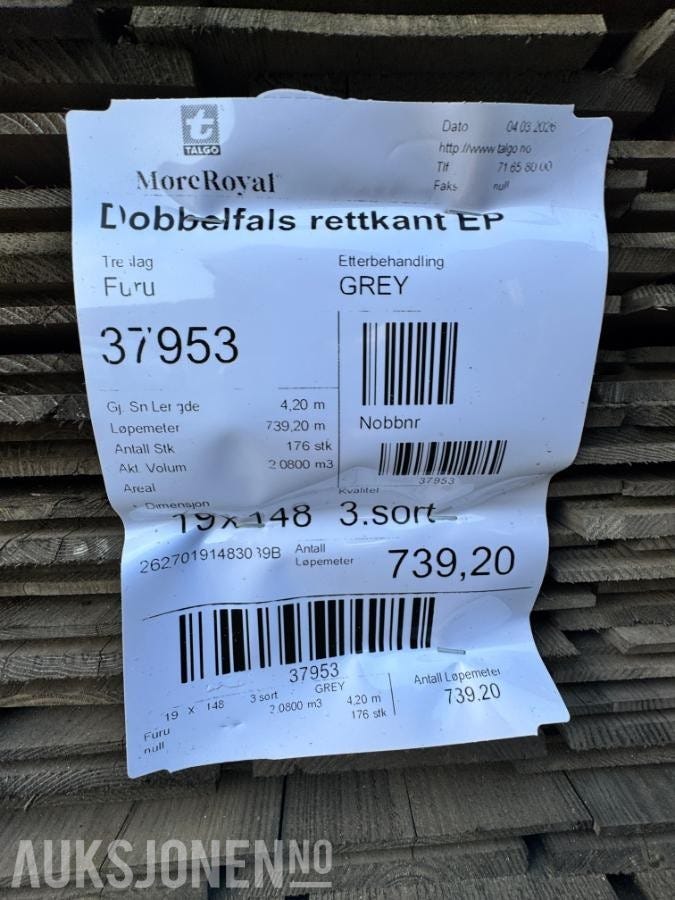 t
TALGO
MoreRoyal
Dato 04.03.2026
http://www.talgo.no
Tlf 71 65 80 00
Faks null
Dobbelfals rettkant EP
Treslag
Furu
Etterbehandling
GREY
37953
Gj. Sn Lengde 4,20 m
Løpemeter 739,20 m
Antall Stk 176 stk
Akt. Volum 2.0800 m3
Areal
Nobbnr
37953
Dimensjon
19 x 148
Kvalitet
3.sort
Antall
Løpemeter
739,20
37953
19 x 148 3 sort GREY
2.0800 m3 4,20 m
176 stk
Furu
null
Antall Løpemeter
739.20
AUKSJONEN.NO